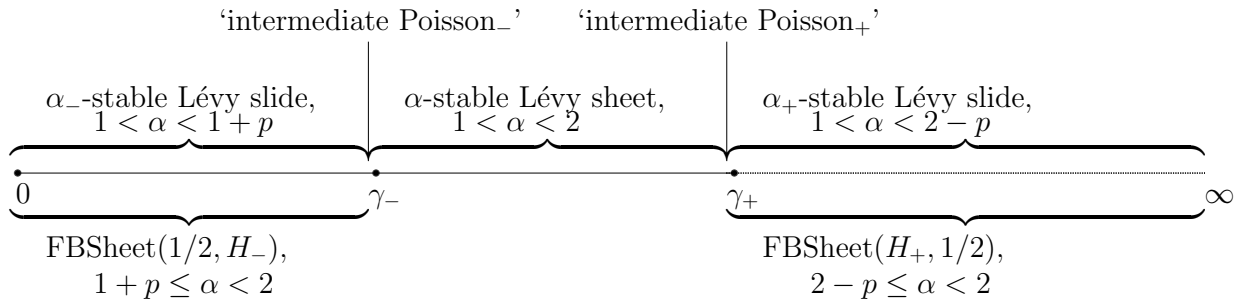 ‘intermediate Poisson₋’ ‘intermediate Poisson₊’
α₋-stable Lévy slide, α-stable Lévy sheet, α₊-stable Lévy slide,
1 < α < 1 + p 1 < α < 2 1 < α < 2 − p
0 γ₋ γ₊ ∞
FBSheet(1/2, H₋), FBSheet(H₊, 1/2),
1 + p ≤ α < 2 2 − p ≤ α < 2